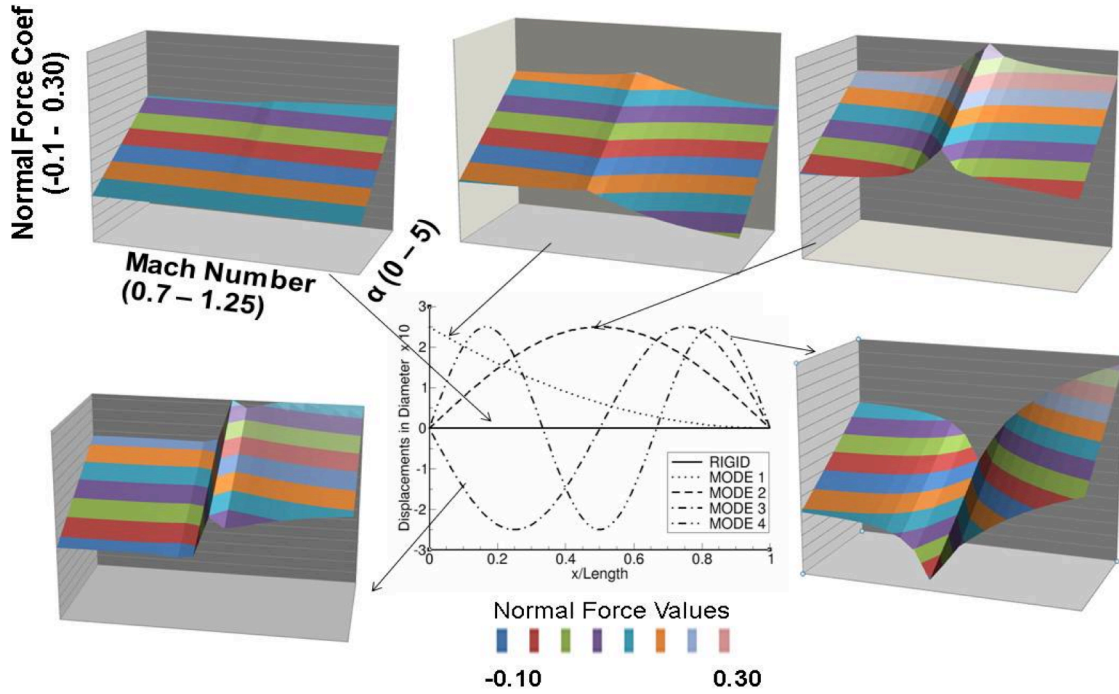 Normal Force Coef
(-0.1 - 0.30)
Mach Number
(0.7 – 1.25)
α (0 – 5)
Displacements in Diameter x 10
3
2
1
0
-1
-2
-3
0
0.2
0.4
0.6
0.8
1
x/Length
RIGID
MODE 1
MODE 2
MODE 3
MODE 4
Normal Force Values
-0.10
0.30